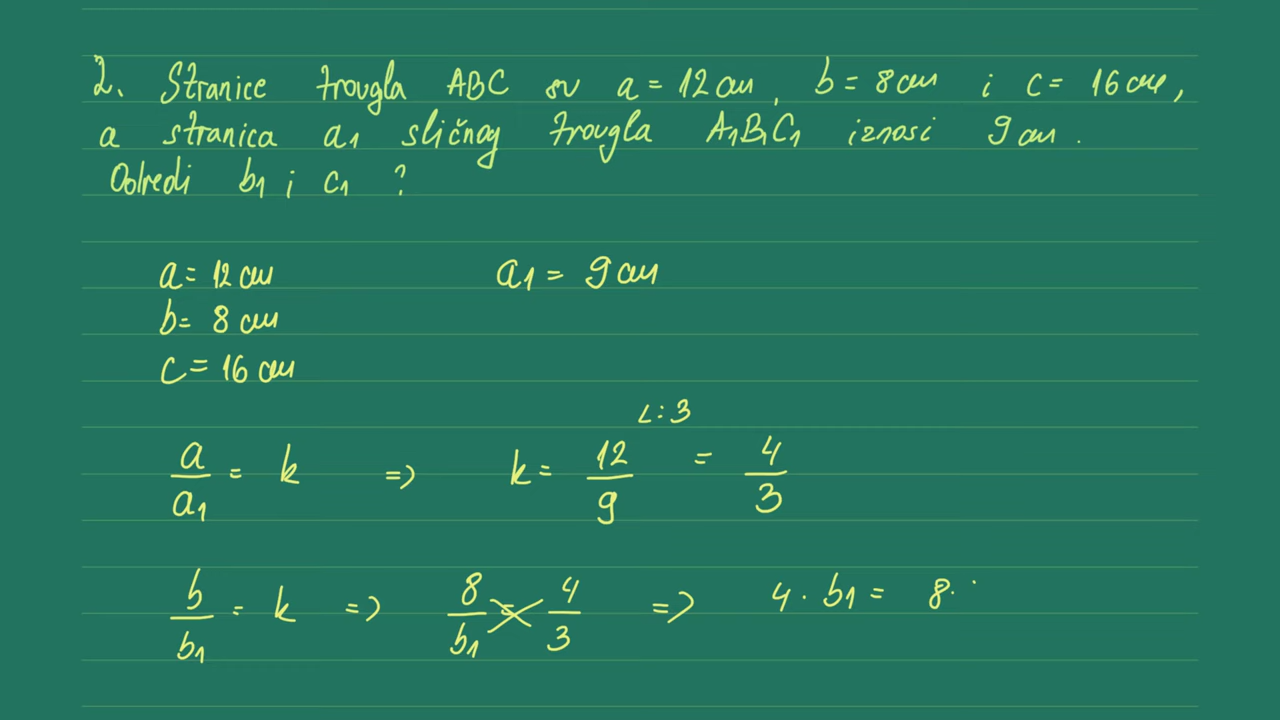 2. Stranice trougla ABC su a = 12 cm, b = 8 cm i c = 16 cm,
a stranica a₁ sličnog trougla A₁B₁C₁ iznosi 9 cm.
Odredi b₁ i c₁ ?
a = 12 cm a₁ = 9 cm
b = 8 cm
c = 16 cm
a/a₁ = k => k = 12/9 ∠:3 = 4/3
b/b₁ = k => 8/b₁ = 4/3 => 4 · b₁ = 8 ·